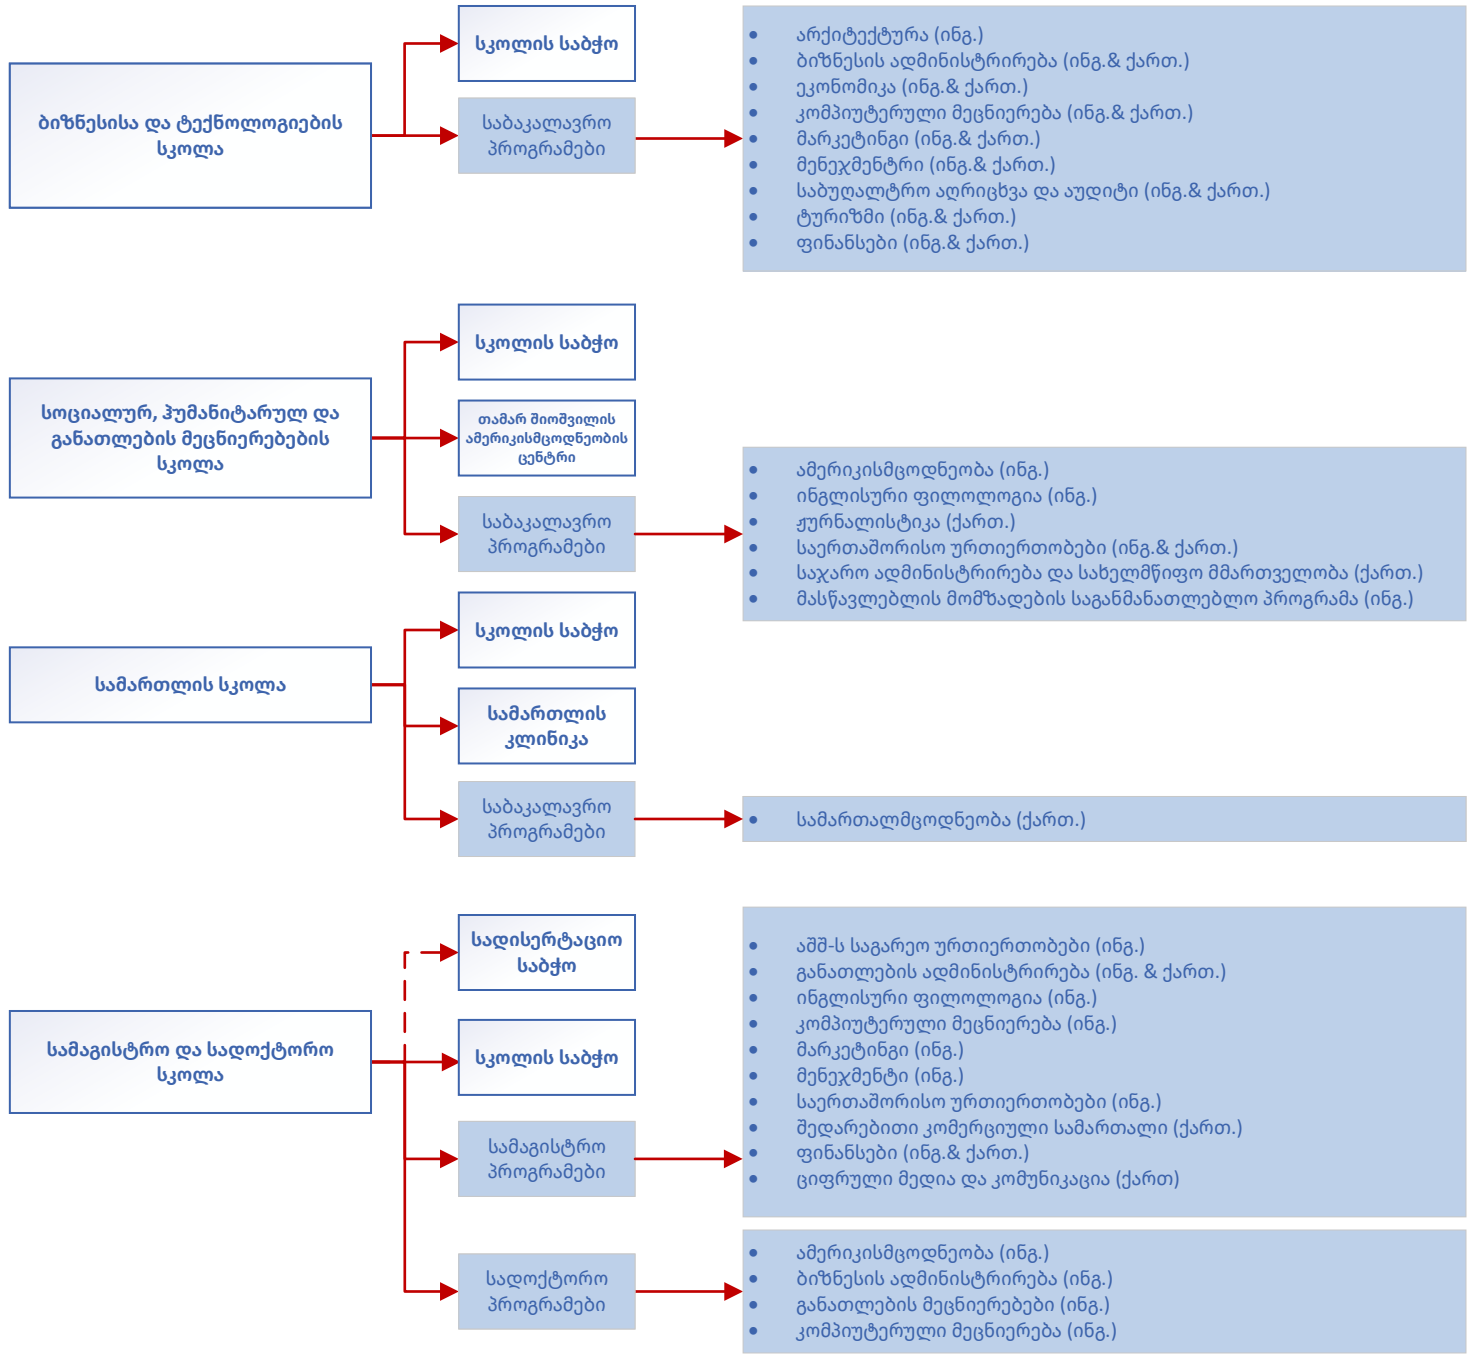 ბიზნესისა და ტექნოლოგიების
სკოლა
სკოლის საბჭო
საბაკალავრო
პროგრამები
არქიტექტურა (ინგ.)
ბიზნესის ადმინისტრირება (ინგ.& ქართ.)
ეკონომიკა (ინგ.& ქართ.)
კომპიუტერული მეცნიერება (ინგ.& ქართ.)
მარკეტინგი (ინგ.& ქართ.)
მენეჯმენტრი (ინგ.& ქართ.)
საბუღალტრო აღრიცხვა და აუდიტი (ინგ.& ქართ.)
ტურიზმი (ინგ.& ქართ.)
ფინანსები (ინგ.& ქართ.)
სოციალურ, ჰუმანიტარულ და
განათლების მეცნიერებების
სკოლა
სკოლის საბჭო
თამარ შიოშვილის
ამერიკისმცოდნეობის
ცენტრი
საბაკალავრო
პროგრამები
ამერიკისმცოდნეობა (ინგ.)
ინგლისური ფილოლოგია (ინგ.)
ჟურნალისტიკა (ქართ.)
საერთაშორისო ურთიერთობები (ინგ.& ქართ.)
საჯარო ადმინისტრირება და სახელმწიფო მმართველობა (ქართ.)
მასწავლებლის მომზადების საგანმანათლებლო პროგრამა (ინგ.)
სამართლის სკოლა
სკოლის საბჭო
სამართლის
კლინიკა
საბაკალავრო
პროგრამები
სამართალმცოდნეობა (ქართ.)
სამაგისტრო და სადოქტორო
სკოლა
სადისერტაციო
საბჭო
სკოლის საბჭო
სამაგისტრო
პროგრამები
აშშ-ს საგარეო ურთიერთობები (ინგ.)
განათლების ადმინისტრირება (ინგ. & ქართ.)
ინგლისური ფილოლოგია (ინგ.)
კომპიუტერული მეცნიერება (ინგ.)
მარკეტინგი (ინგ.)
მენეჯმენტი (ინგ.)
საერთაშორისო ურთიერთობები (ინგ.)
შედარებითი კომერციული სამართალი (ქართ.)
ფინანსები (ინგ.& ქართ.)
ციფრული მედია და კომუნიკაცია (ქართ)
სადოქტორო
პროგრამები
ამერიკისმცოდნეობა (ინგ.)
ბიზნესის ადმინისტრირება (ინგ.)
განათლების მეცნიერებები (ინგ.)
კომპიუტერული მეცნიერება (ინგ.)